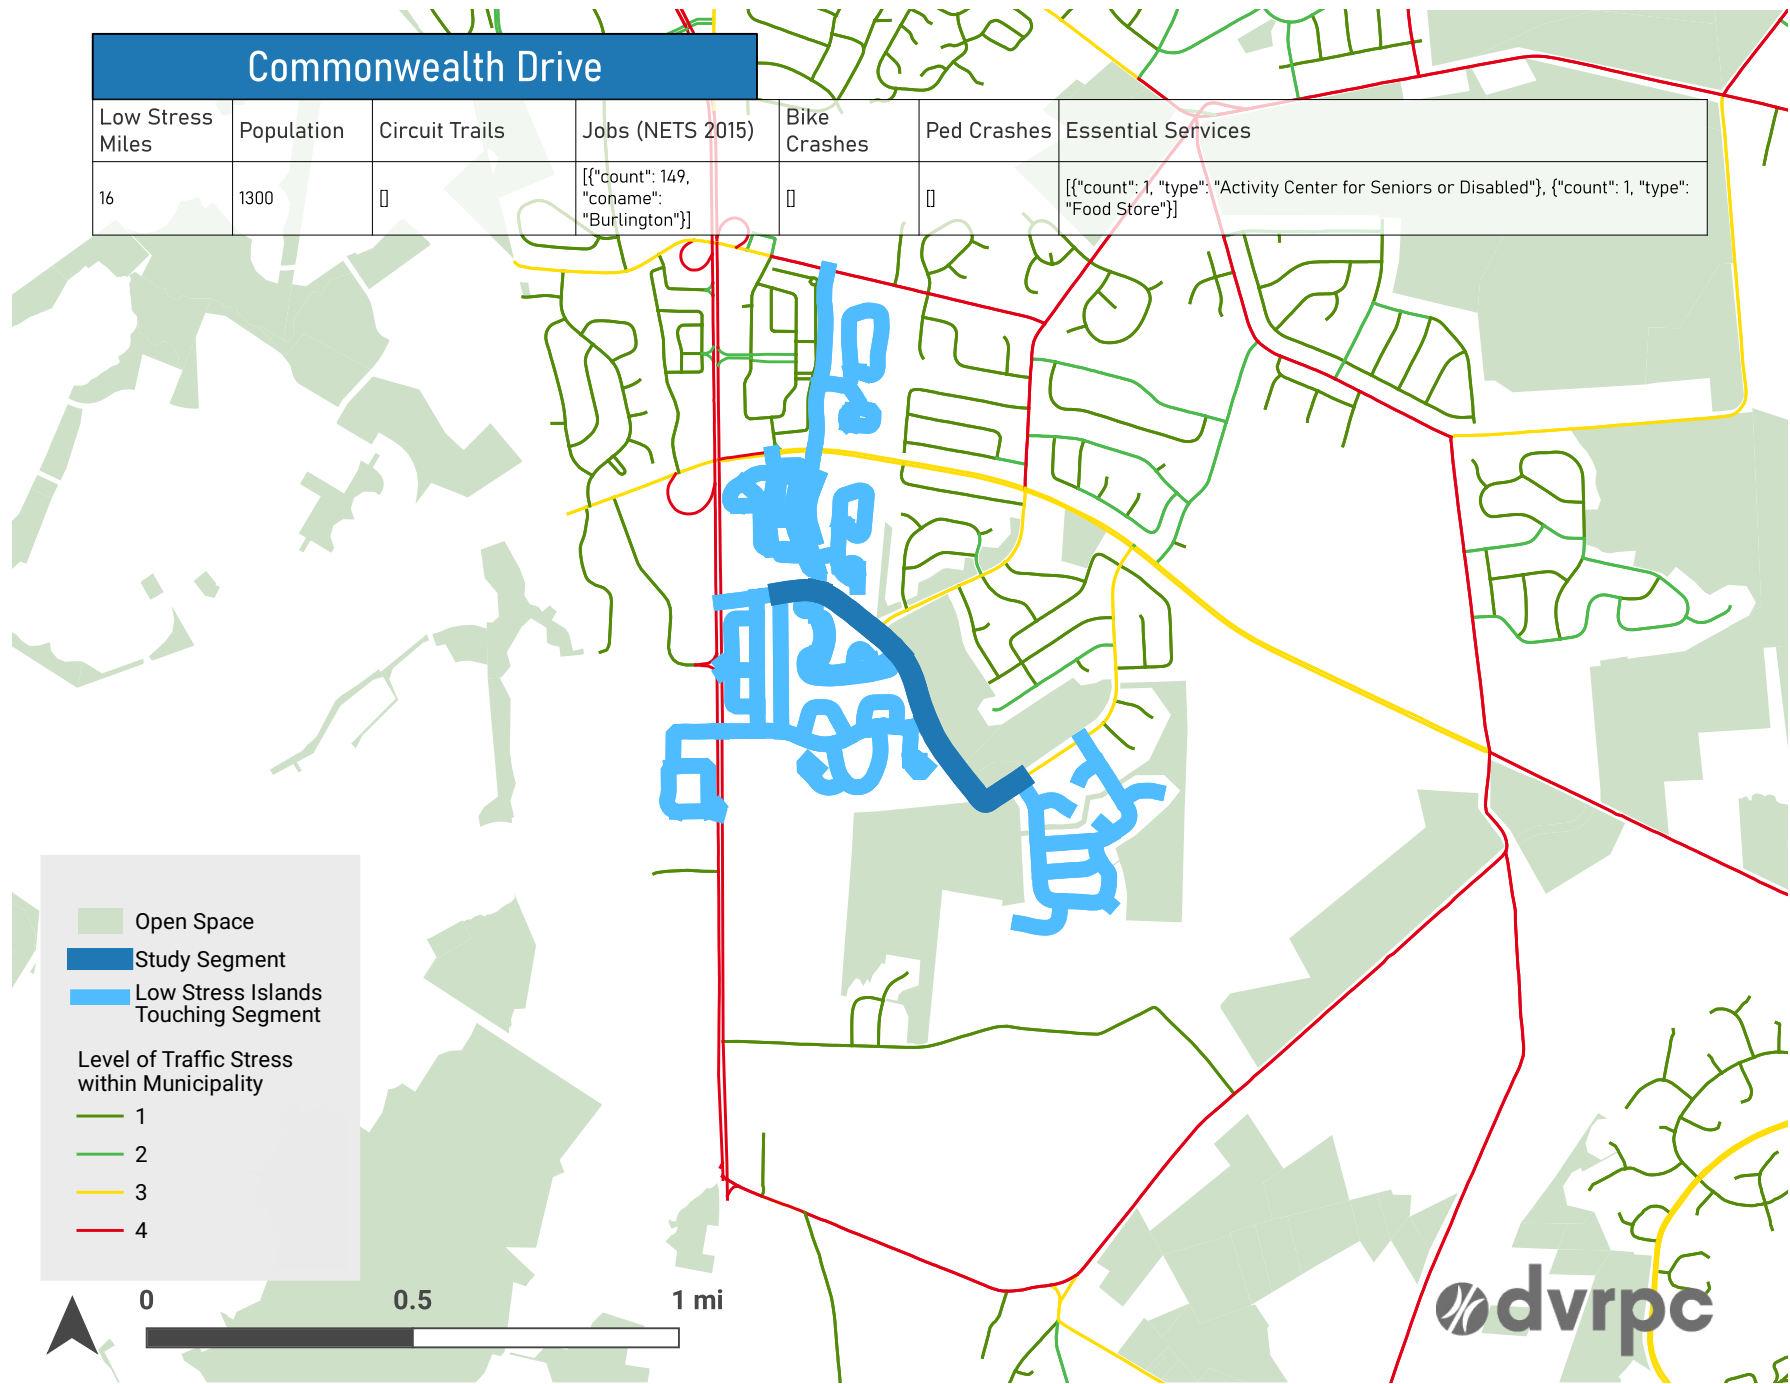 Commonwealth Drive
Low Stress
Miles
Population
Circuit Trails
Jobs (NETS 2015)
Bike
Crashes
Ped Crashes
Essential Services
16
1300
[]
[{"count": 149,
"coname":
"Burlington"}]
[]
[]
[{"count": 1, "type": "Activity Center for Seniors or Disabled"}, {"count": 1, "type":
"Food Store"}]
Open Space
Study Segment
Low Stress Islands
Touching Segment
Level of Traffic Stress
within Municipality
1
2
3
4
0 0.5 1 mi
dvrpc